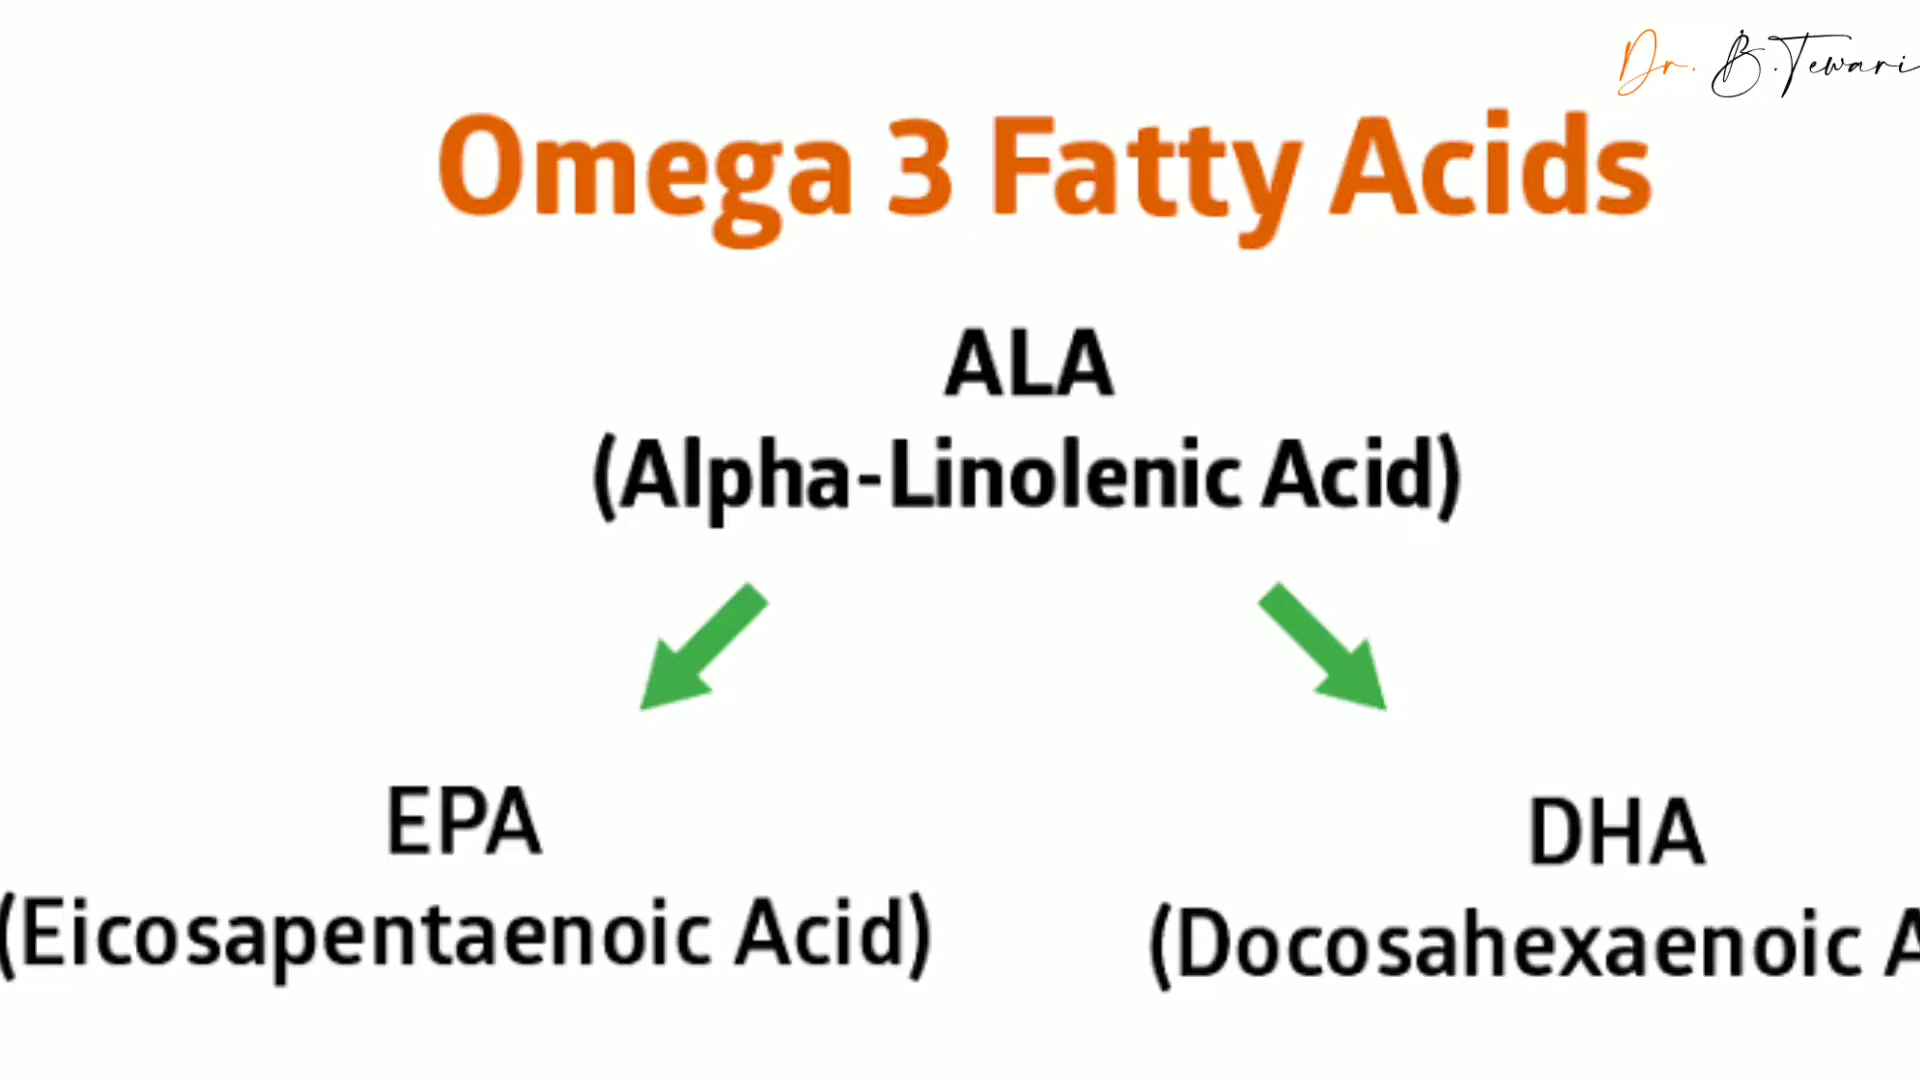 Dr. B. Tewari
Omega 3 Fatty Acids
ALA
(Alpha-Linolenic Acid)
EPA
(Eicosapentaenoic Acid)
DHA
(Docosahexaenoic A